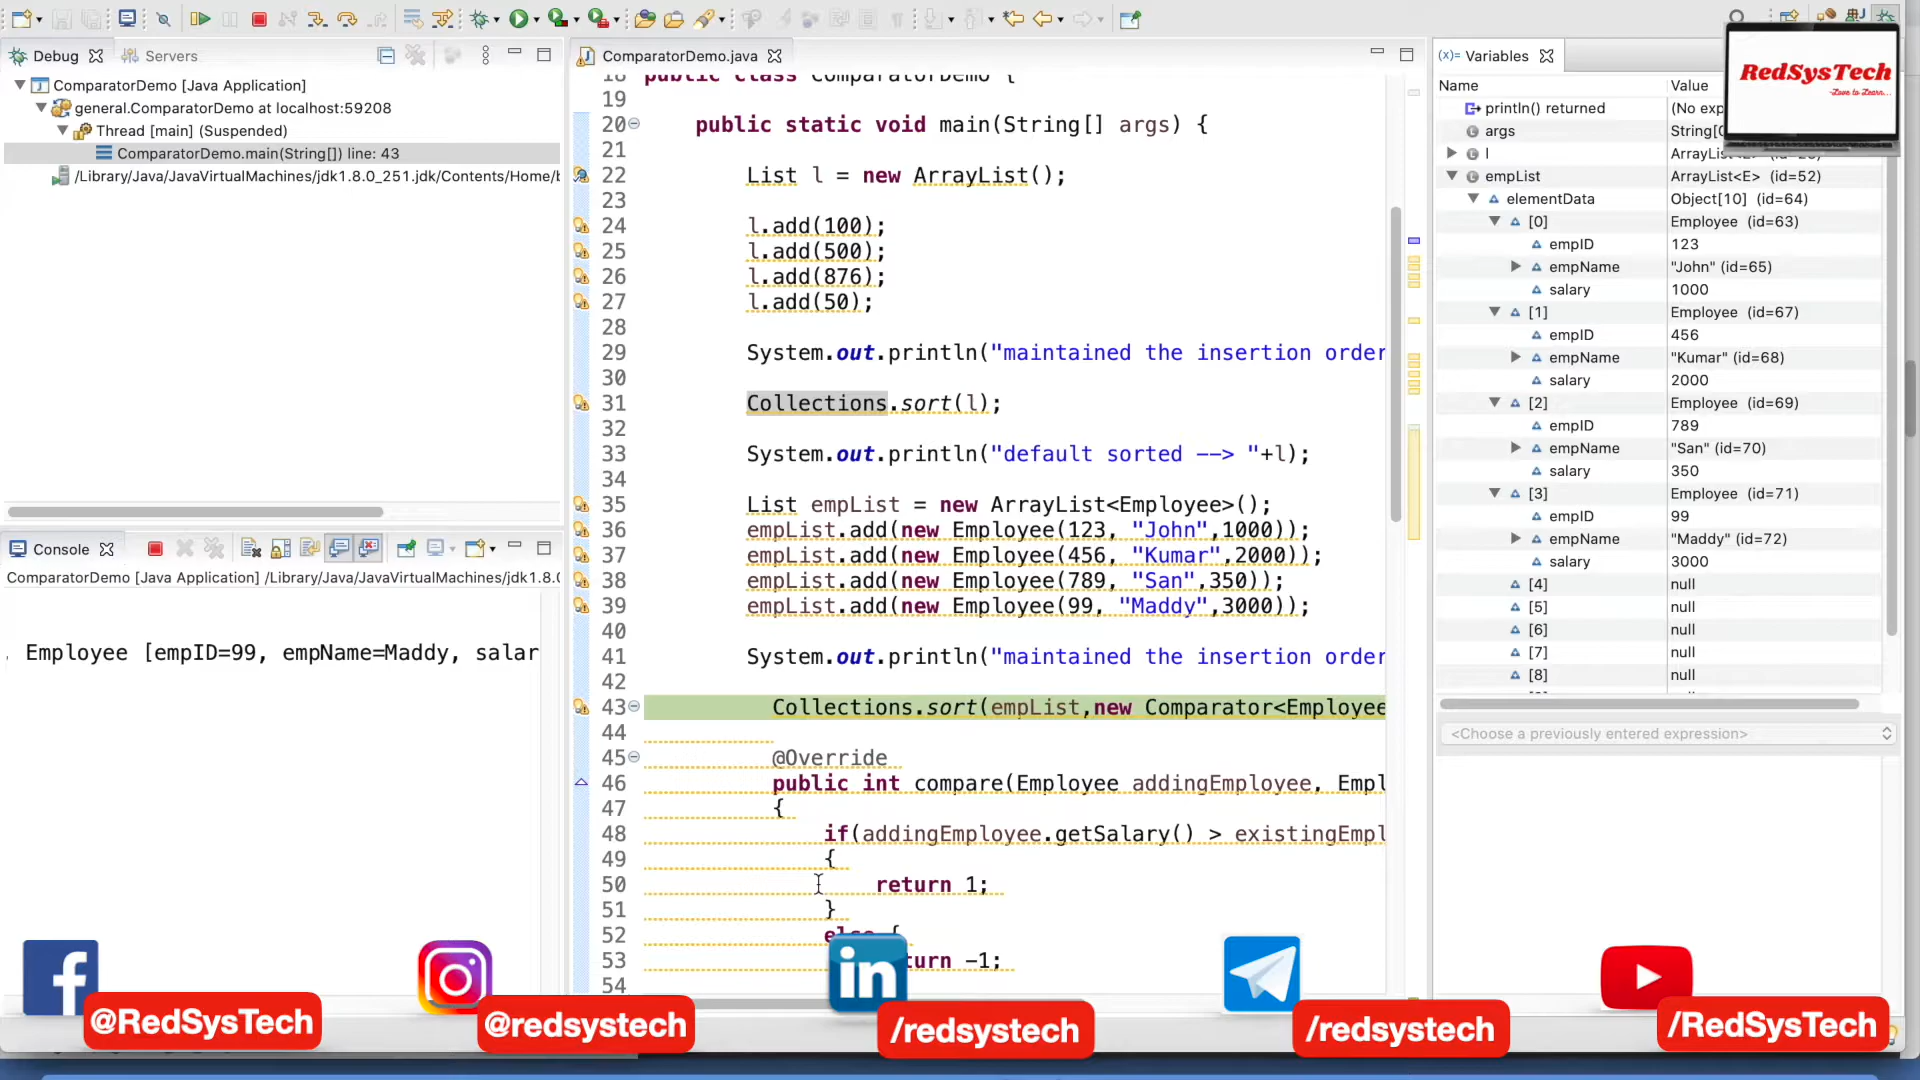 Debug
Servers
ComparatorDemo [Java Application]
general.ComparatorDemo at localhost:59208
Thread [main] (Suspended)
ComparatorDemo.main(String[]) line: 43
/Library/Java/JavaVirtualMachines/jdk1.8.0_251.jdk/Contents/Home/b
Console
ComparatorDemo [Java Application] /Library/Java/JavaVirtualMachines/jdk1.8.0
, Employee [empID=99, empName=Maddy, salar
ComparatorDemo.java
18 public class ComparatorDemo {
19
20 public static void main(String[] args) {
21
22 List l = new ArrayList();
23
24 l.add(100);
25 l.add(500);
26 l.add(876);
27 l.add(50);
28
29 System.out.println("maintained the insertion order
30
31 Collections.sort(l);
32
33 System.out.println("default sorted --> "+l);
34
35 List empList = new ArrayList<Employee>();
36 empList.add(new Employee(123, "John",1000));
37 empList.add(new Employee(456, "Kumar",2000));
38 empList.add(new Employee(789, "San",350));
39 empList.add(new Employee(99, "Maddy",3000));
40
41 System.out.println("maintained the insertion order
42
43 Collections.sort(empList,new Comparator<Employee
44
45 @Override
46 public int compare(Employee addingEmployee, Empl
47 {
48 if(addingEmployee.getSalary() > existingEmpl
49 {
50 return 1;
51 }
52 else {
53 turn -1;
54
(x)= Variables
Name Value
println() returned (No exp
args String[0
l ArrayList<E>
empList ArrayList<E> (id=52)
elementData Object[10] (id=64)
[0] Employee (id=63)
empID 123
empName "John" (id=65)
salary 1000
[1] Employee (id=67)
empID 456
empName "Kumar" (id=68)
salary 2000
[2] Employee (id=69)
empID 789
empName "San" (id=70)
salary 350
[3] Employee (id=71)
empID 99
empName "Maddy" (id=72)
salary 3000
[4] null
[5] null
[6] null
[7] null
[8] null
<Choose a previously entered expression>
RedSysTech
-Love to Learn...
@RedSysTech
@redsystech
in
/redsystech
/redsystech
/RedSysTech